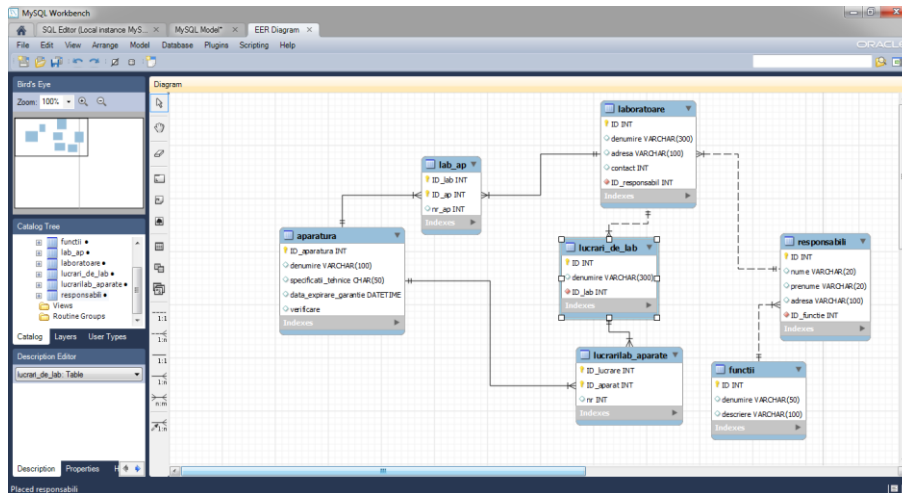 MySQL Workbench
SQL Editor (Local instance MyS... × MySQL Model* × EER Diagram ×
File Edit View Arrange Model Database Plugins Scripting Help
ORACLE
Bird's Eye
Zoom: 100%
Diagram
Catalog Tree
functii
lab_ap
laboratoare
lucrari_de_lab
lucrarilab_aparate
responsabili
Views
Routine Groups
Catalog Layers User Types
Description Editor
lucrari_de_lab: Table
Description Properties H
Placed responsabili
1:1
1:n
1:1
1:n
n:m
1:n
laboratoare
ID INT
denumire VARCHAR(300)
adresa VARCHAR(100)
contact INT
ID_responsabil INT
Indexes
lab_ap
ID_lab INT
ID_ap INT
nr_ap INT
Indexes
aparatura
ID_aparatura INT
denumire VARCHAR(100)
specificatii_tehnice CHAR(50)
data_expirare_garantie DATETIME
verificare
Indexes
lucrari_de_lab
ID INT
denumire VARCHAR(300)
ID_lab INT
Indexes
responsabili
ID INT
nume VARCHAR(20)
prenume VARCHAR(20)
adresa VARCHAR(100)
ID_functie INT
Indexes
lucrarilab_aparate
ID_lucrare INT
ID_aparat INT
nr INT
Indexes
functii
ID INT
denumire VARCHAR(50)
descriere VARCHAR(100)
Indexes